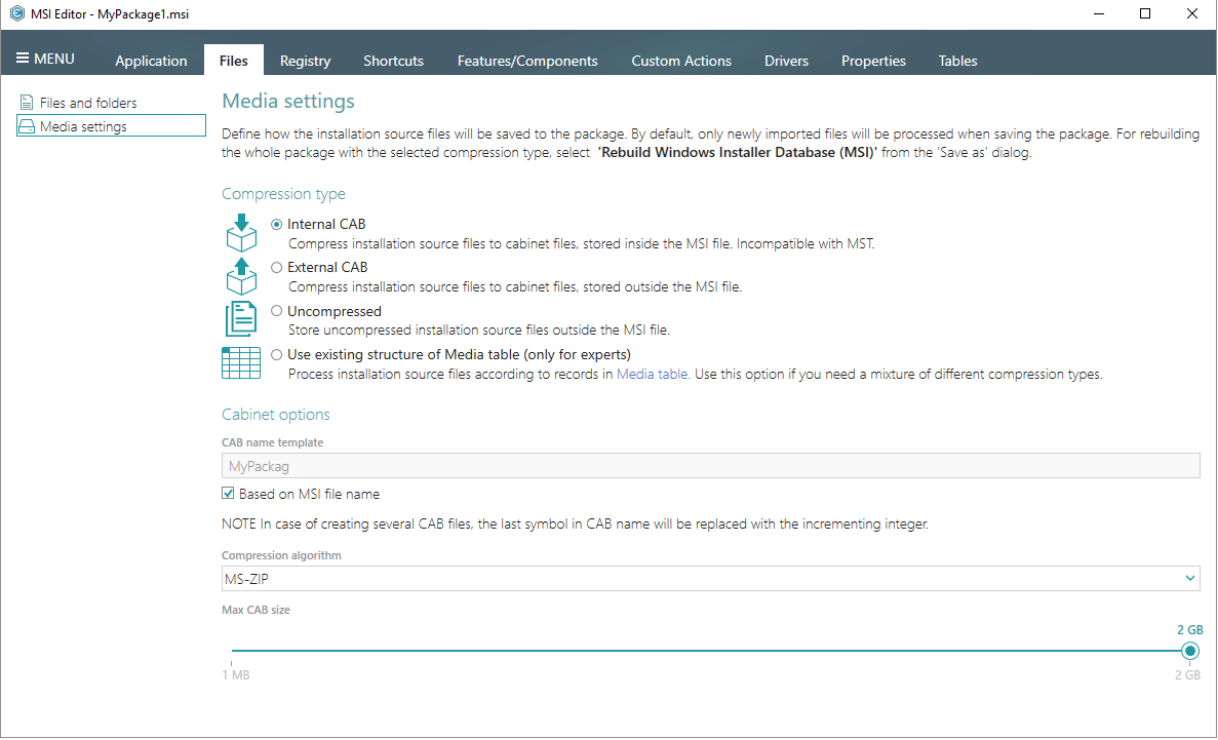 MSI Editor - MyPackage1.msi
MENU
Application
Files
Registry
Shortcuts
Features/Components
Custom Actions
Drivers
Properties
Tables
Files and folders
Media settings
Media settings
Define how the installation source files will be saved to the package. By default, only newly imported files will be processed when saving the package. For rebuilding
the whole package with the selected compression type, select 'Rebuild Windows Installer Database (MSI)' from the 'Save as' dialog.
Compression type
Internal CAB
Compress installation source files to cabinet files, stored inside the MSI file. Incompatible with MST.
External CAB
Compress installation source files to cabinet files, stored outside the MSI file.
Uncompressed
Store uncompressed installation source files outside the MSI file.
Use existing structure of Media table (only for experts)
Process installation source files according to records in Media table. Use this option if you need a mixture of different compression types.
Cabinet options
CAB name template
MyPackag
Based on MSI file name
NOTE In case of creating several CAB files, the last symbol in CAB name will be replaced with the incrementing integer.
Compression algorithm
MS-ZIP
Max CAB size
2 GB
1 MB
2 GB